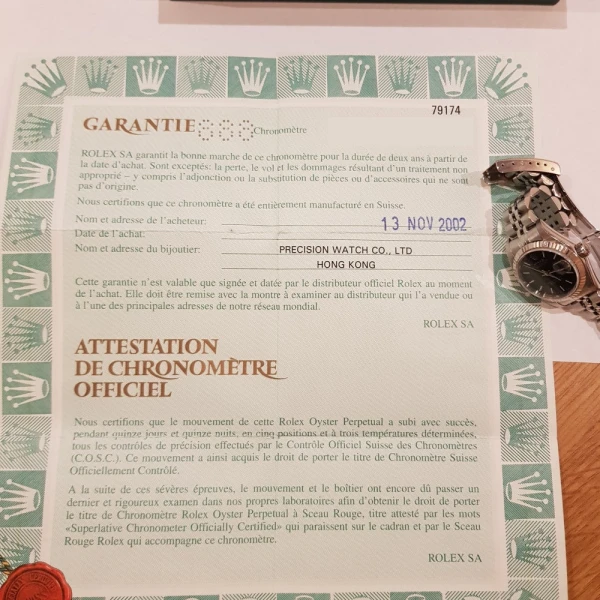 79174
GARANTIE 888 Chronomètre
ROLEX SA garantit la bonne marche de ce chronomètre pour la durée de deux ans à partir de
la date d'achat. Sont exceptés: la perte, le vol et les dommages résultant d'un traitement non
approprié – y compris l'adjonction ou la substitution de pièces ou d'accessoires qui ne sont
pas d'origine.
Nous certifions que ce chronomètre a été entièrement manufacturé en Suisse.
Nom et adresse de l'acheteur:
Date de l'achat: 13 NOV 2002
Nom et adresse du bijoutier: PRECISION WATCH CO., LTD
HONG KONG
Cette garantie n'est valable que signée et datée par le distributeur officiel Rolex au moment
de l'achat. Elle doit être remise avec la montre à examiner au distributeur qui l'a vendue ou
à l'une des principales adresses de notre réseau mondial.
ROLEX SA
ATTESTATION
DE CHRONOMÈTRE
OFFICIEL
Nous certifions que le mouvement de cette Rolex Oyster Perpetual a subi avec succès,
pendant quinze jours et quinze nuits, en cinq positions et à trois températures déterminées,
tous les contrôles de précision effectués par le Contrôle Officiel Suisse des Chronomètres
(C.O.S.C.). Ce mouvement a ainsi acquis le droit de porter le titre de Chronomètre Suisse
Officiellement Contrôlé.
A la suite de ces sévères épreuves, le mouvement et le boîtier ont encore dû passer un
dernier et rigoureux examen dans nos propres laboratoires afin d'obtenir le droit de porter
le titre de Chronomètre Rolex Oyster Perpetual à Sceau Rouge, titre attesté par les mots
«Superlative Chronometer Officially Certified» qui paraissent sur le cadran et par le Sceau
Rouge Rolex qui accompagne ce chronomètre.
ROLEX SA